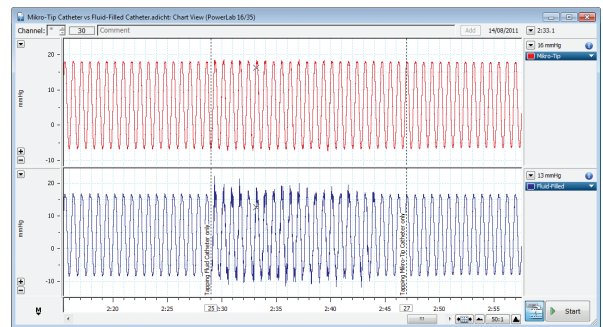 Mikro-Tip Catheter vs Fluid-Filled Catheter.adicht: Chart View (PowerLab 16/35)
Channel: * 30 Comment Add 14/08/2011 2:33.1
16 mmHg
Mikro-Tip
20
10
0
-10
mmHg
13 mmHg
Fluid-Filled
20
10
0
-10
mmHg
Tapping Fluid Catheter only
Tapping Mikro-Tip Catheter only
2:20 2:25 25 2:30 2:35 2:40 2:45 27 2:50 2:55
50:1
Start